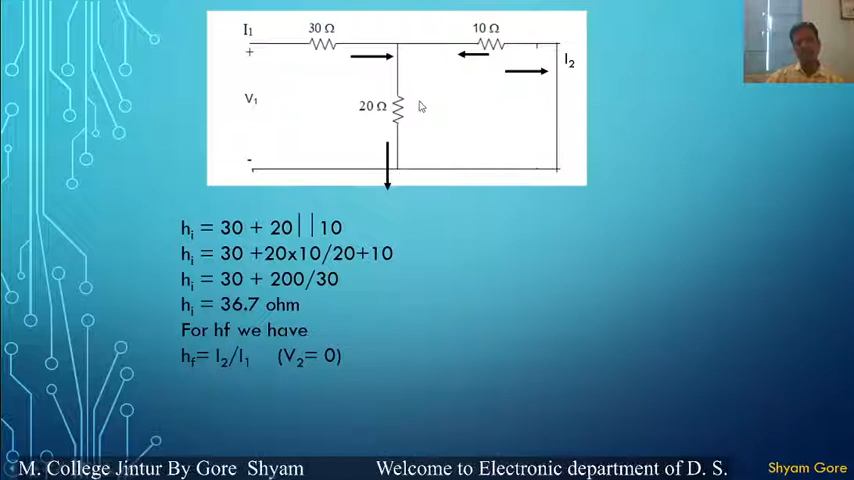 I₁ 30 Ω 10 Ω
+ I₂
V₁ 20 Ω
-
hᵢ = 30 + 20||10
hᵢ = 30 +20x10/20+10
hᵢ = 30 + 200/30
hᵢ = 36.7 ohm
For hf we have
h𝒇= I₂/I₁ (V₂= 0)
M. College Jintur By Gore Shyam Welcome to Electronic department of D. S. Shyam Gore